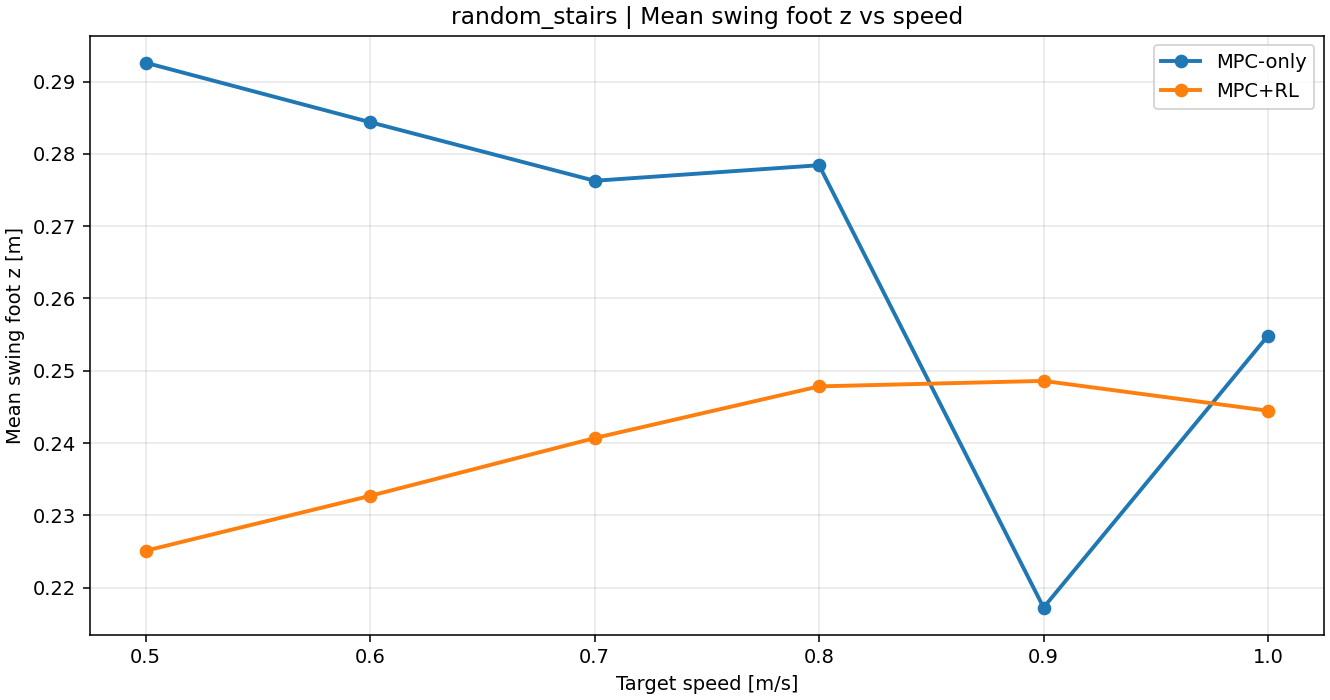 random_stairs | Mean swing foot z vs speed
MPC-only
MPC+RL
Mean swing foot z [m]
0.29
0.28
0.27
0.26
0.25
0.24
0.23
0.22
0.5 0.6 0.7 0.8 0.9 1.0
Target speed [m/s]